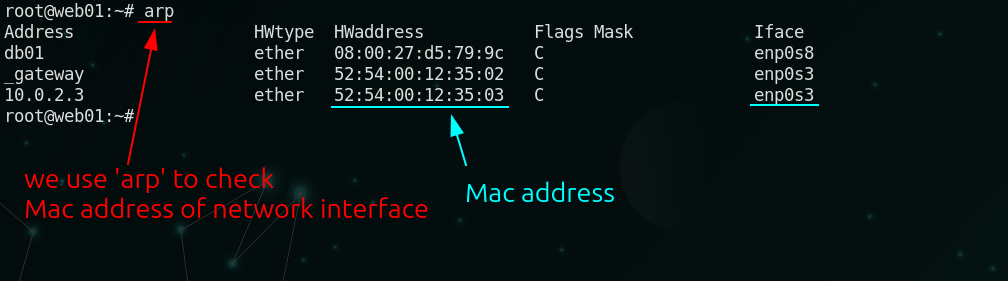 root@web01:~# arp
Address HWtype HWaddress Flags Mask Iface
db01 ether 08:00:27:d5:79:9c C enp0s8
_gateway ether 52:54:00:12:35:02 C enp0s3
10.0.2.3 ether 52:54:00:12:35:03 C enp0s3
root@web01:~#
we use 'arp' to check
Mac address of network interface
Mac address